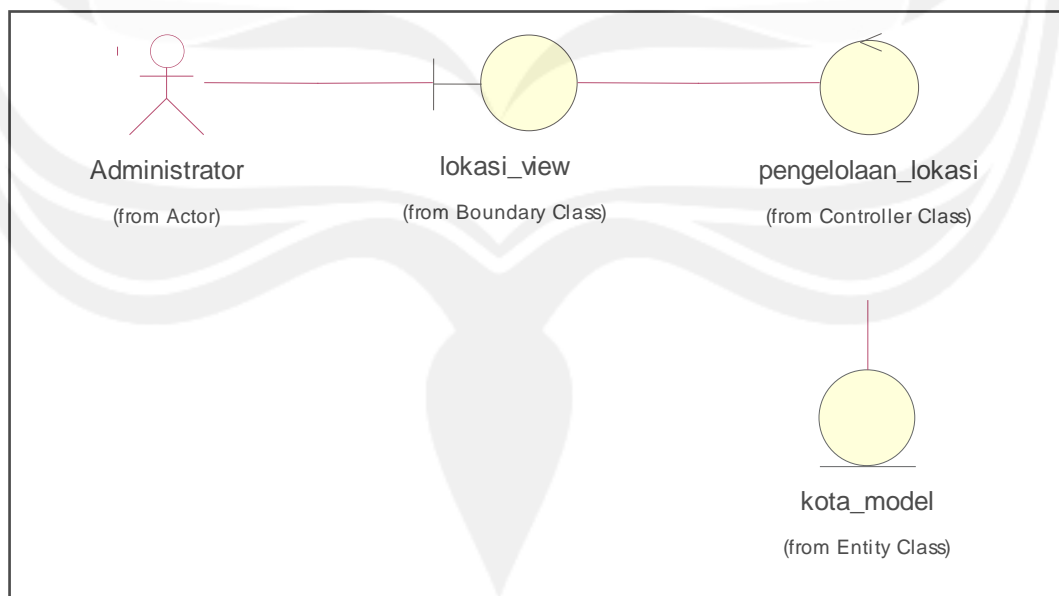 Administrator
(from Actor)
lokasi_view
(from Boundary Class)
pengelolaan_lokasi
(from Controller Class)
kota_model
(from Entity Class)